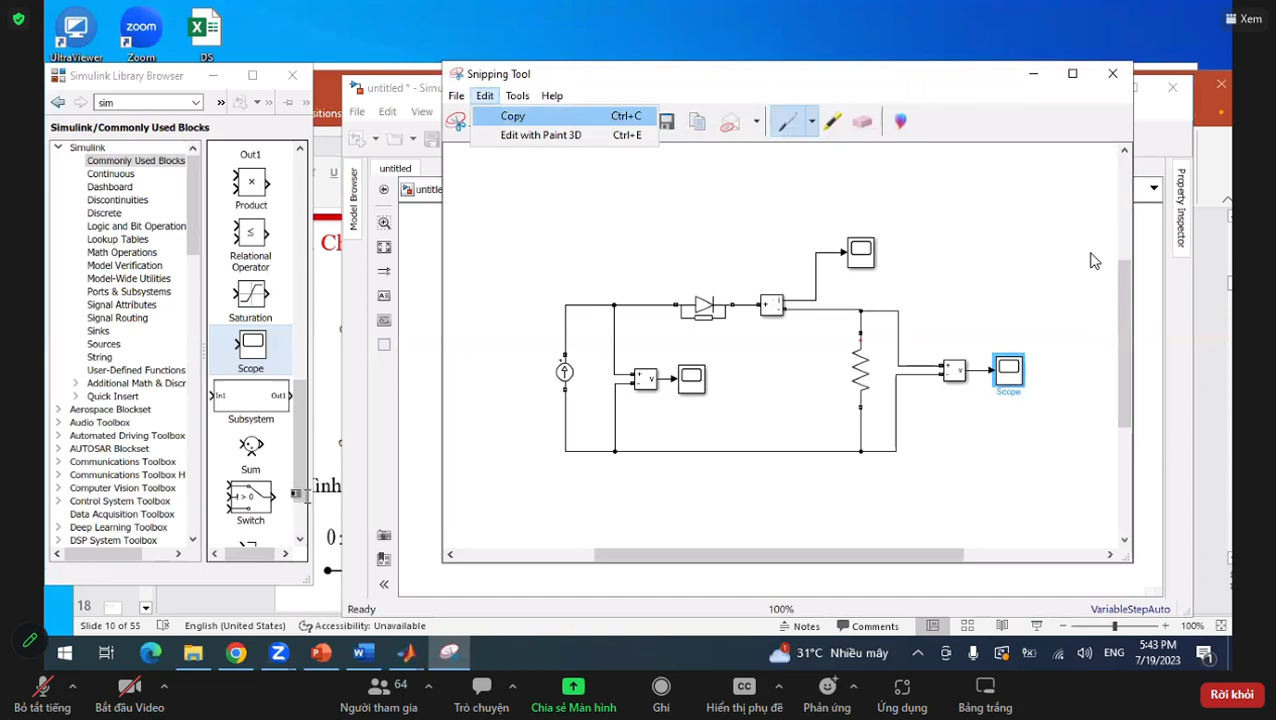 Xem
UltraViewer
Zoom
DS
zoom
Simulink Library Browser
sim
Simulink/Commonly Used Blocks
Simulink
Commonly Used Blocks
Continuous
Dashboard
Discontinuities
Discrete
Logic and Bit Operation
Lookup Tables
Math Operations
Model Verification
Model-Wide Utilities
Ports & Subsystems
Signal Attributes
Signal Routing
Sinks
Sources
String
User-Defined Functions
Additional Math & Discr
Quick Insert
Aerospace Blockset
Audio Toolbox
Automated Driving Toolbox
AUTOSAR Blockset
Communications Toolbox
Communications Toolbox H
Computer Vision Toolbox
Control System Toolbox
Data Acquisition Toolbox
Deep Learning Toolbox
DSP System Toolbox
Out1
Product
Relational
Operator
Saturation
Scope
In1 Out1
Subsystem
Sum
> 0
Switch
untitled * - Simu
File Edit View
untitled
untitle
Model Browser
Property Inspector
Snipping Tool
File Edit Tools Help
Copy Ctrl+C
Edit with Paint 3D Ctrl+E
Scope
Ready 100% VariableStepAuto
18
Slide 10 of 55 English (United States) Accessibility: Unavailable Notes Comments 100%
31°C Nhiều mây ENG 5:43 PM
7/19/2023
Bỏ tắt tiếng
Bắt đầu Video
64
Người tham gia
Trò chuyện
Chia sẻ Màn hình
Ghi
CC
Hiển thị phụ đề
Phản ứng
Ứng dụng
Bảng trắng
Rời khỏi